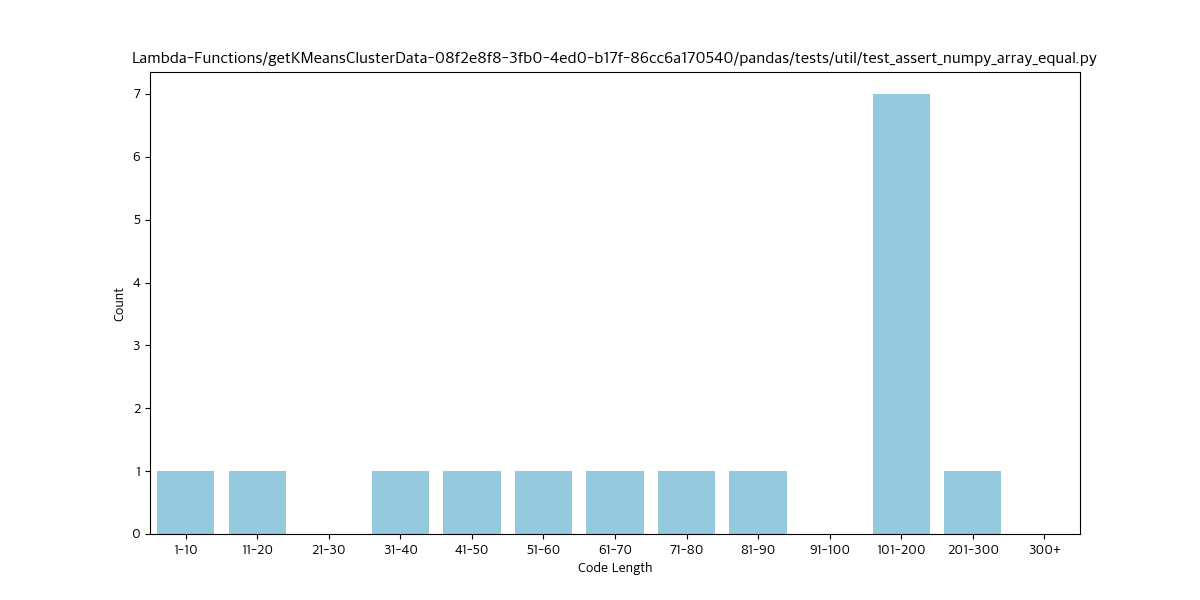 Lambda-Functions/getKMeansClusterData-08f2e8f8-3fb0-4ed0-b17f-86cc6a170540/pandas/tests/util/test_assert_numpy_array_equal.py
7
6
5
4
3
2
1
0
Count
1-10 11-20 21-30 31-40 41-50 51-60 61-70 71-80 81-90 91-100 101-200 201-300 300+
Code Length